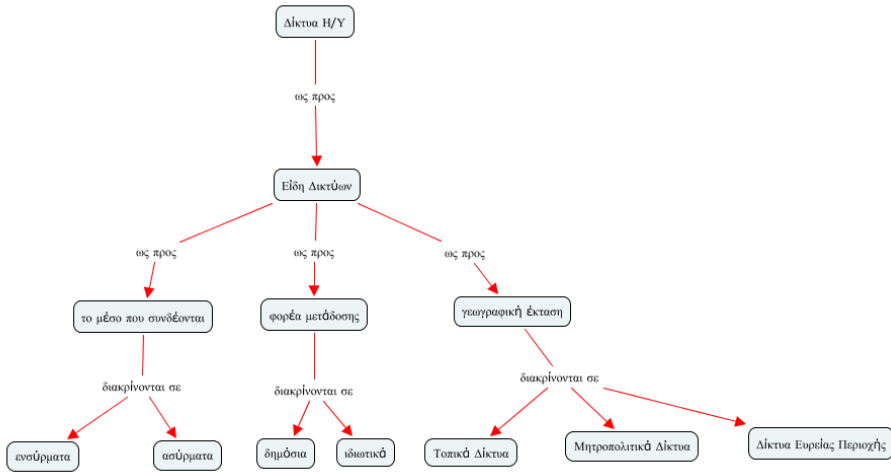 Δίκτυα Η/Υ
ως προς
Είδη Δικτύων
ως προς
ως προς
ως προς
το μέσο που συνδέονται
φορέα μετάδοσης
γεωγραφική έκταση
διακρίνονται σε
διακρίνονται σε
διακρίνονται σε
ενσύρματα
ασύρματα
δημόσια
ιδιωτικά
Τοπικά Δίκτυα
Μητροπολιτικά Δίκτυα
Δίκτυα Ευρείας Περιοχής